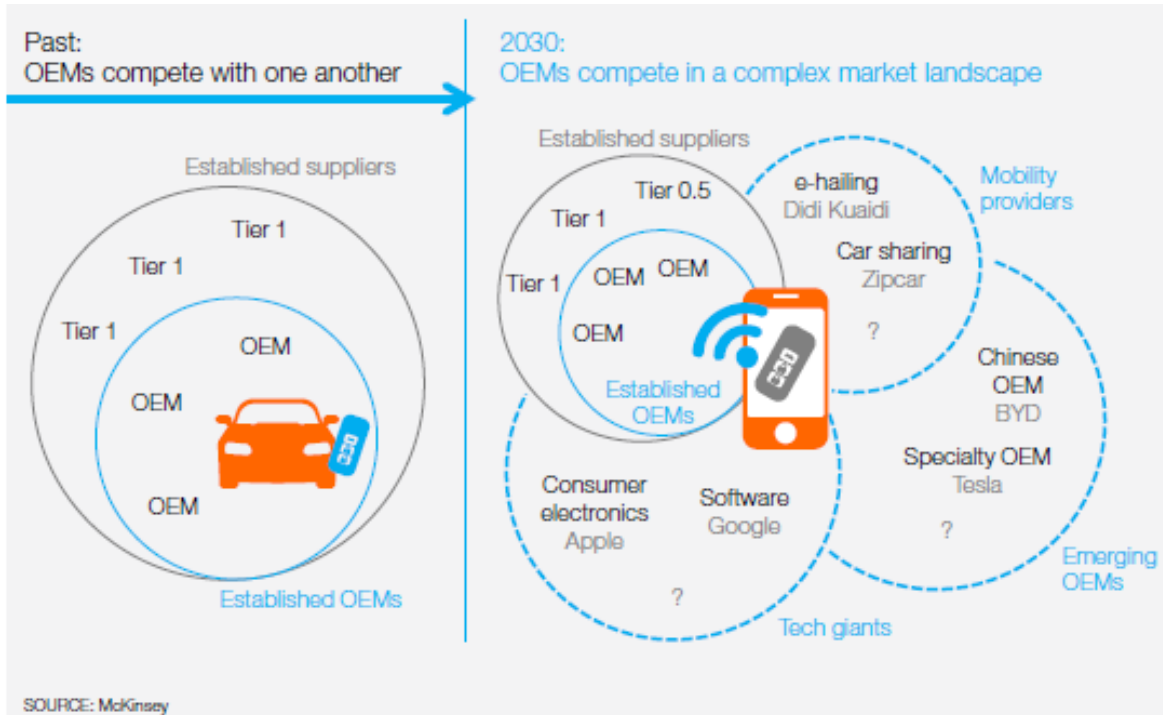 Past:
OEMs compete with one another
Established suppliers
Tier 1
Tier 1
Tier 1
OEM
OEM
OEM
Established OEMs
2030:
OEMs compete in a complex market landscape
Established suppliers
Tier 0.5
Tier 1
Tier 1
OEM
OEM
OEM
Established
OEMs
e-hailing
Didi Kuaidi
Car sharing
Zipcar
?
Mobility
providers
Chinese
OEM
BYD
Specialty OEM
Tesla
?
Emerging
OEMs
Consumer
electronics
Apple
Software
Google
?
Tech giants
SOURCE: McKinsey